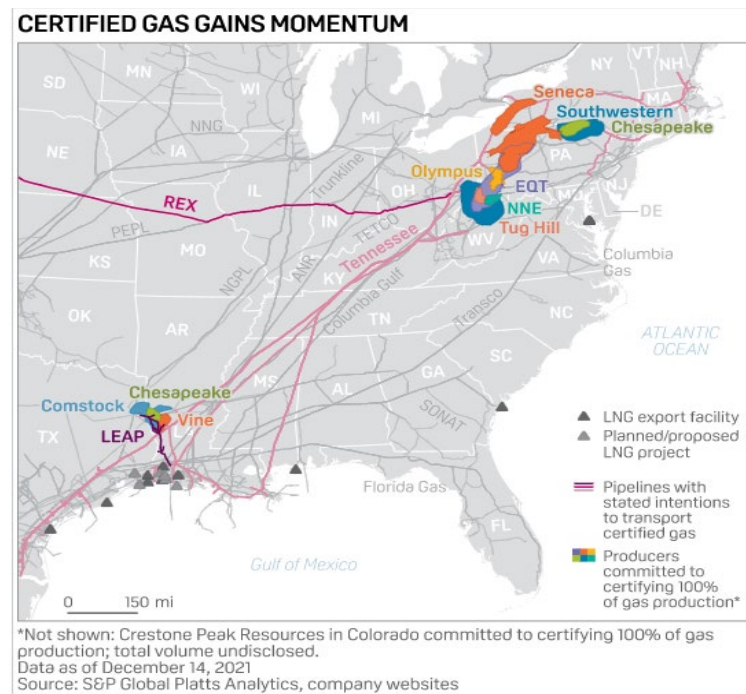 CERTIFIED GAS GAINS MOMENTUM
NY
VT
NH
MN
SD
WI
MI
MA
Seneca
Southwestern
Chesapeake
NNG
NE
IA
Trunkline
PA
Olympus
EQT
NNE
Tug Hill
NJ
MD
DE
OH
IL
IN
REX
PEPL
TETCO
Tennessee
WV
VA
Columbia
Gas
KS
MO
NGPL
ANR
KY
Columbia Gulf
Transco
NC
TN
OK
AR
SC
ATLANTIC
OCEAN
MS
AL
GA
SONAT
Chesapeake
Comstock
Vine
LEAP
TX
LA
Florida Gas
FL
Gulf of Mexico
LNG export facility
Planned/proposed
LNG project
Pipelines with
stated intentions
to transport
certified gas
Producers
committed to
certifying 100%
of gas production*
0 150 mi
*Not shown: Crestone Peak Resources in Colorado committed to certifying 100% of gas
production; total volume undisclosed.
Data as of December 14, 2021
Source: S&P Global Platts Analytics, company websites